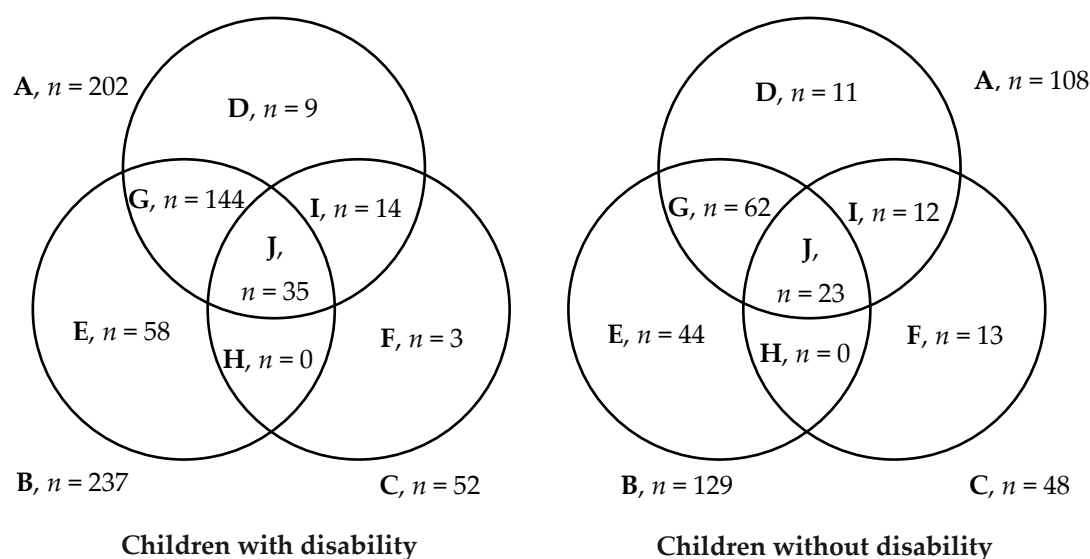 A, n = 202
D, n = 9
G, n = 144
I, n = 14
J,
n = 35
E, n = 58
F, n = 3
H, n = 0
B, n = 237
C, n = 52
Children with disability
D, n = 11
A, n = 108
G, n = 62
I, n = 12
J,
n = 23
E, n = 44
F, n = 13
H, n = 0
B, n = 129
C, n = 48
Children without disability